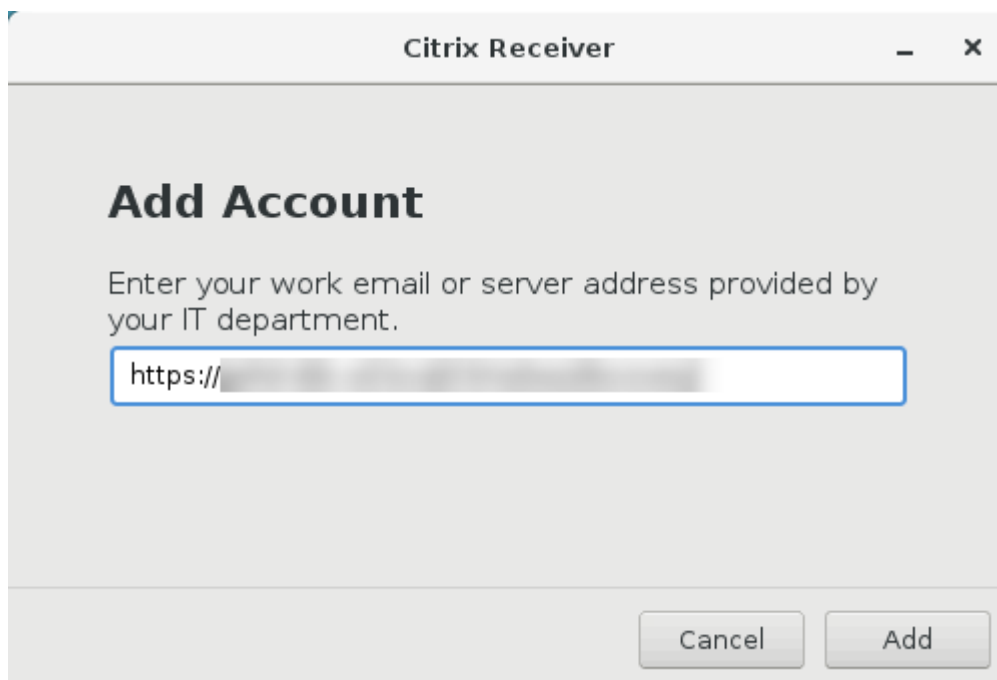 Citrix Receiver
Add Account
Enter your work email or server address provided by
your IT department.
https://
Cancel
Add